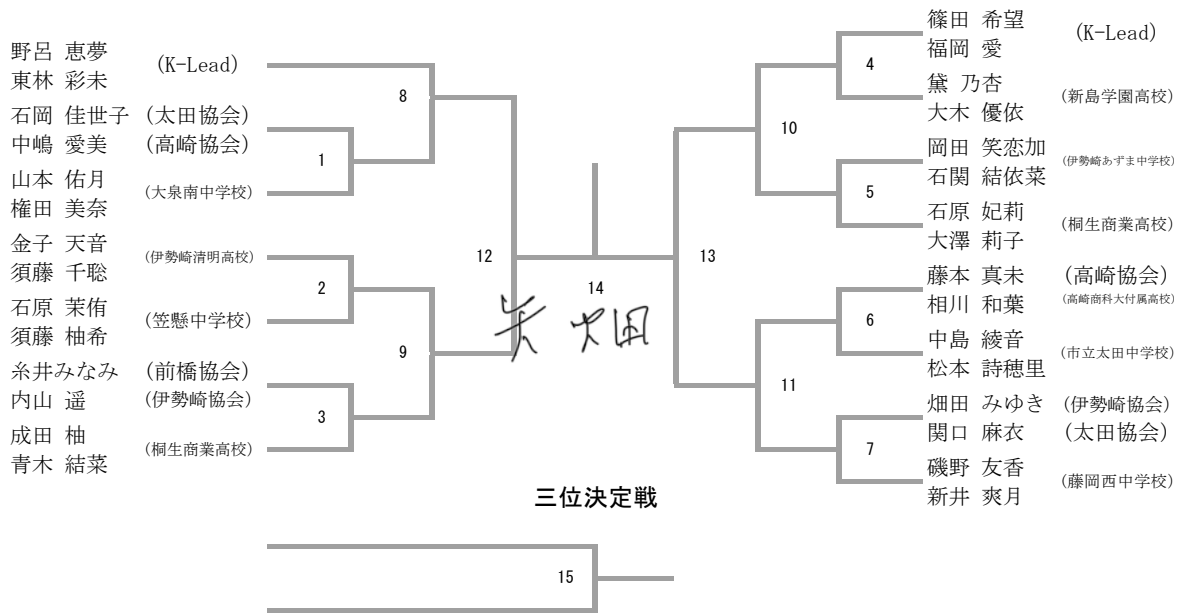 野呂 恵夢
東林 彩未
(K-Lead)
石岡 佳世子 (太田協会)
中嶋 愛美 (高崎協会)
山本 佑月
権田 美奈
(大泉南中学校)
金子 天音
須藤 千聡
(伊勢崎清明高校)
石原 茉侑
須藤 柚希
(笠懸中学校)
糸井みなみ (前橋協会)
内山 遥 (伊勢崎協会)
成田 柚
青木 結菜
(桐生商業高校)
8
1
2
9
3
12
14
13
10
11
4
5
6
7
篠田 希望
福岡 愛
(K-Lead)
黛 乃杏
大木 優依
(新島学園高校)
岡田 笑恋加
石関 結依菜
(伊勢崎あずま中学校)
石原 妃莉
大澤 莉子
(桐生商業高校)
藤本 真未 (高崎協会)
相川 和葉 (高崎商科大付属高校)
中島 綾音
松本 詩穂里
(市立太田中学校)
畑田 みゆき (伊勢崎協会)
関口 麻衣 (太田協会)
磯野 友香
新井 爽月
(藤岡西中学校)
三位決定戦
15